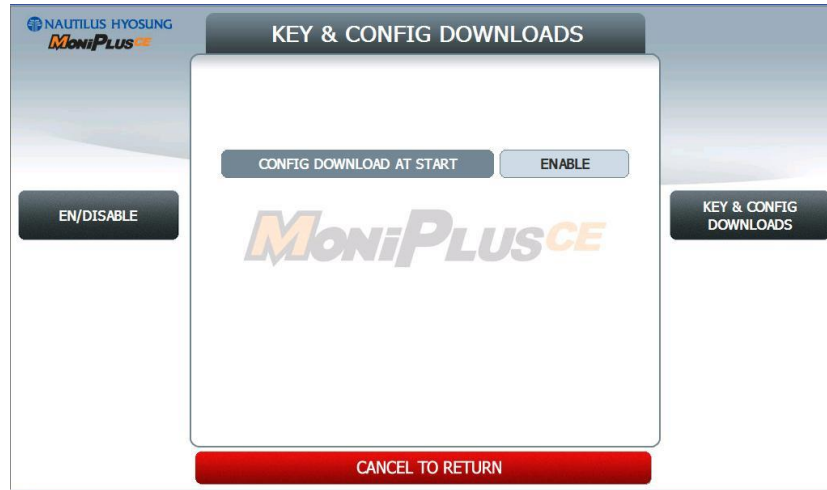 NAUTILUS HYOSUNG
MONiPLUSCE
KEY & CONFIG DOWNLOADS
CONFIG DOWNLOAD AT START ENABLE
EN/DISABLE
KEY & CONFIG
DOWNLOADS
MONiPLUSCE
CANCEL TO RETURN